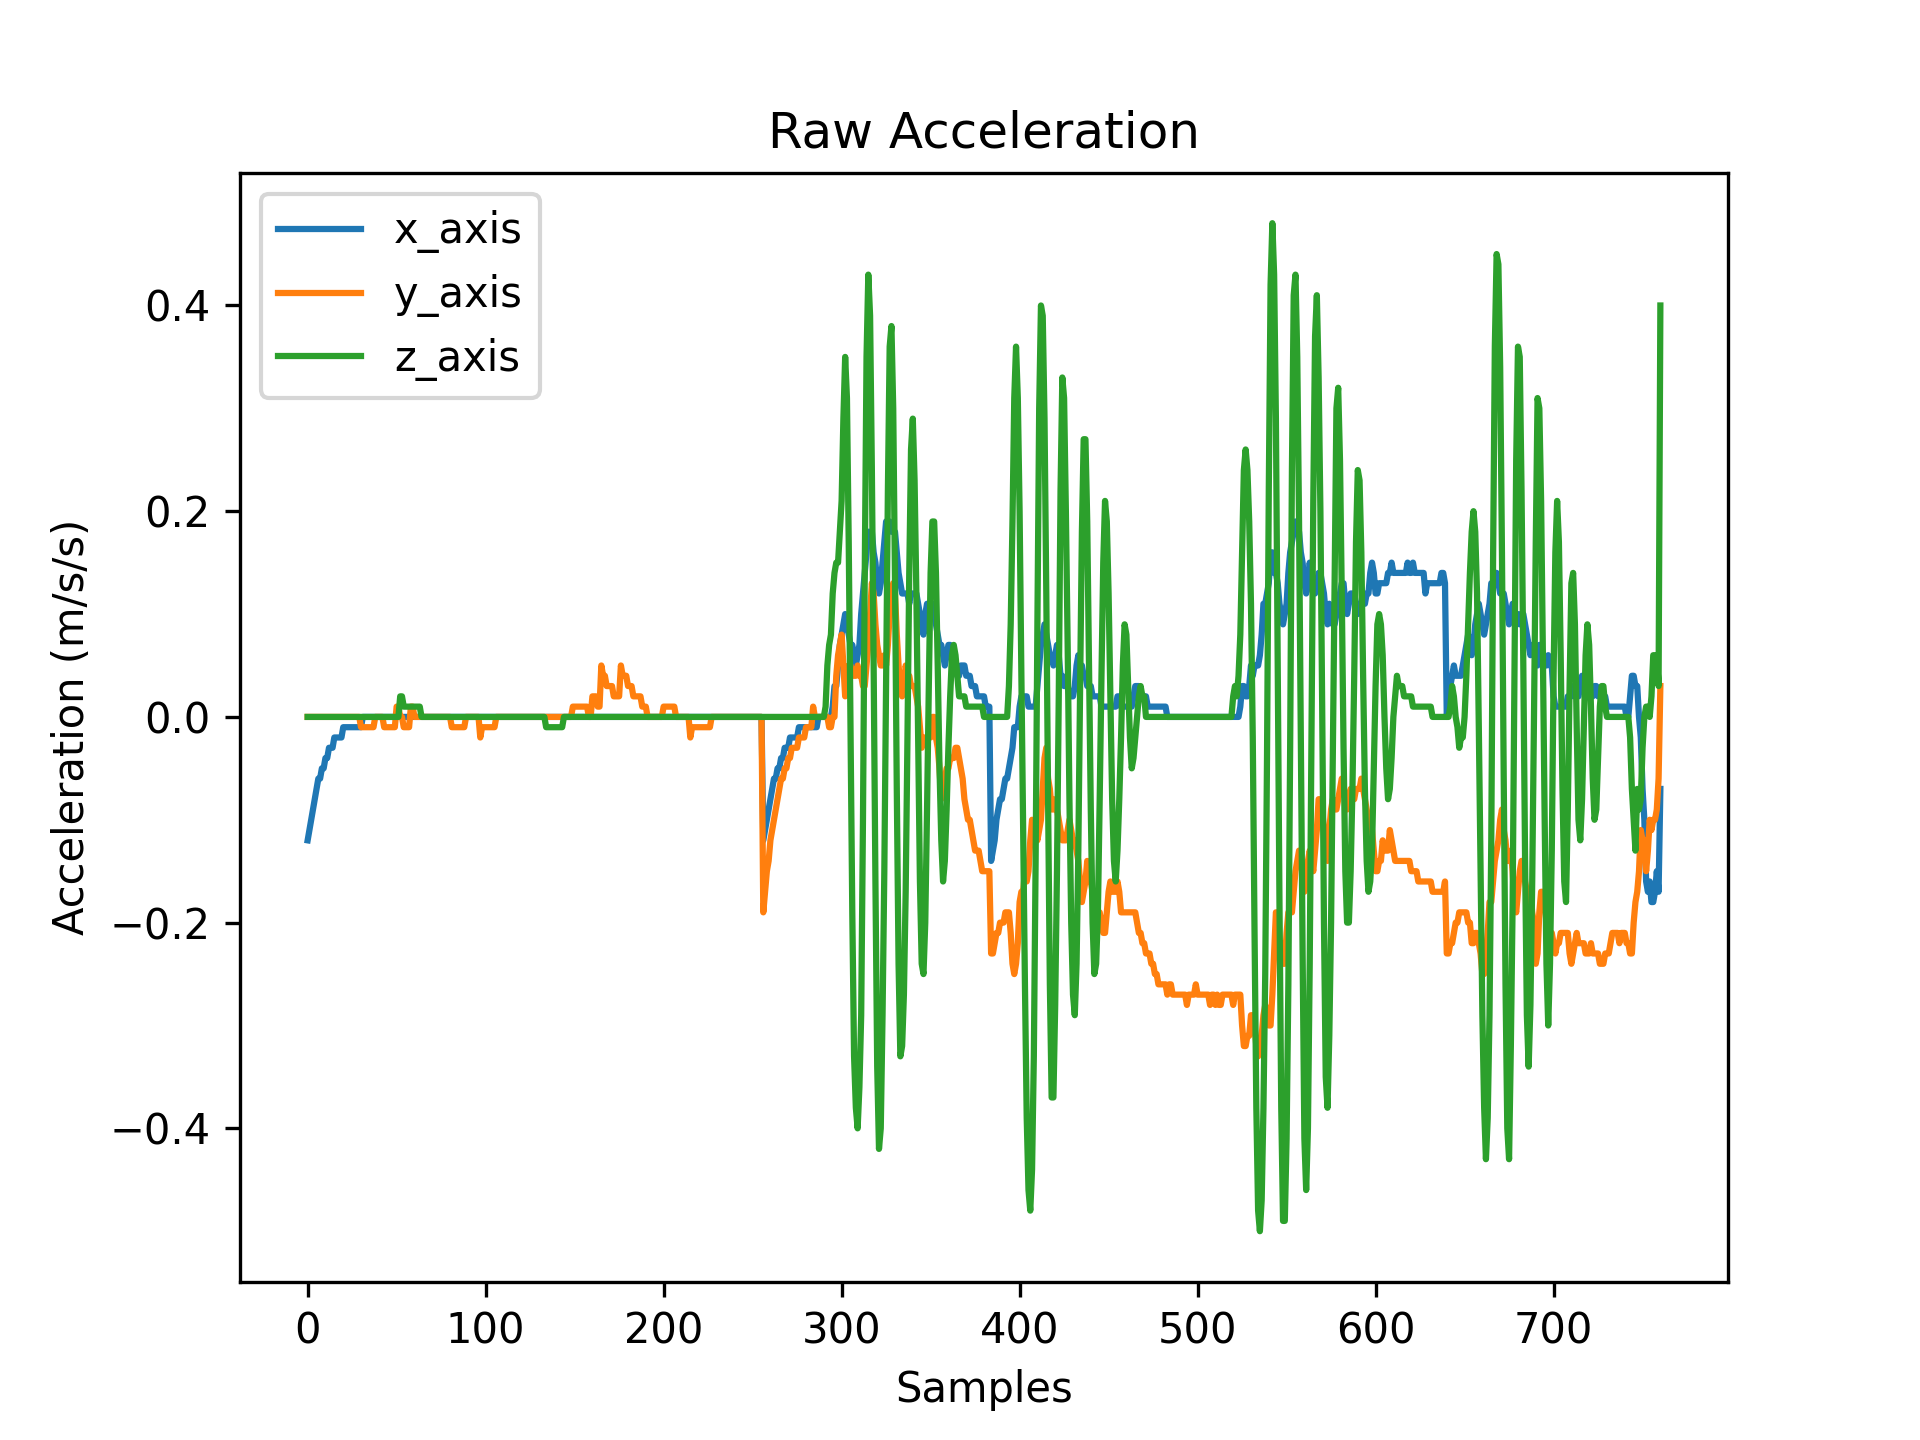 Raw Acceleration
x_axis
y_axis
z_axis
Acceleration (m/s/s)
0.4
0.2
0.0
−0.2
−0.4
0 100 200 300 400 500 600 700
Samples